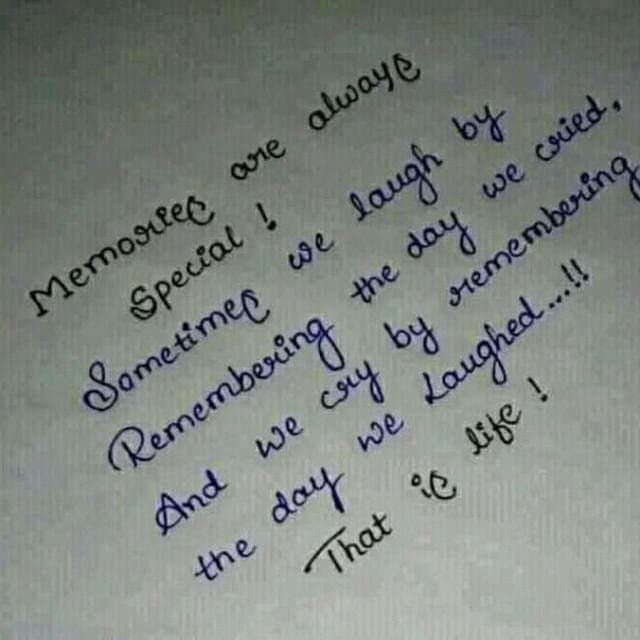 Memories are always
Special !
Sometimes we laugh by
Remembering the day we cried,
And we cry by remembering
the day we Laughed...!!
That is life !